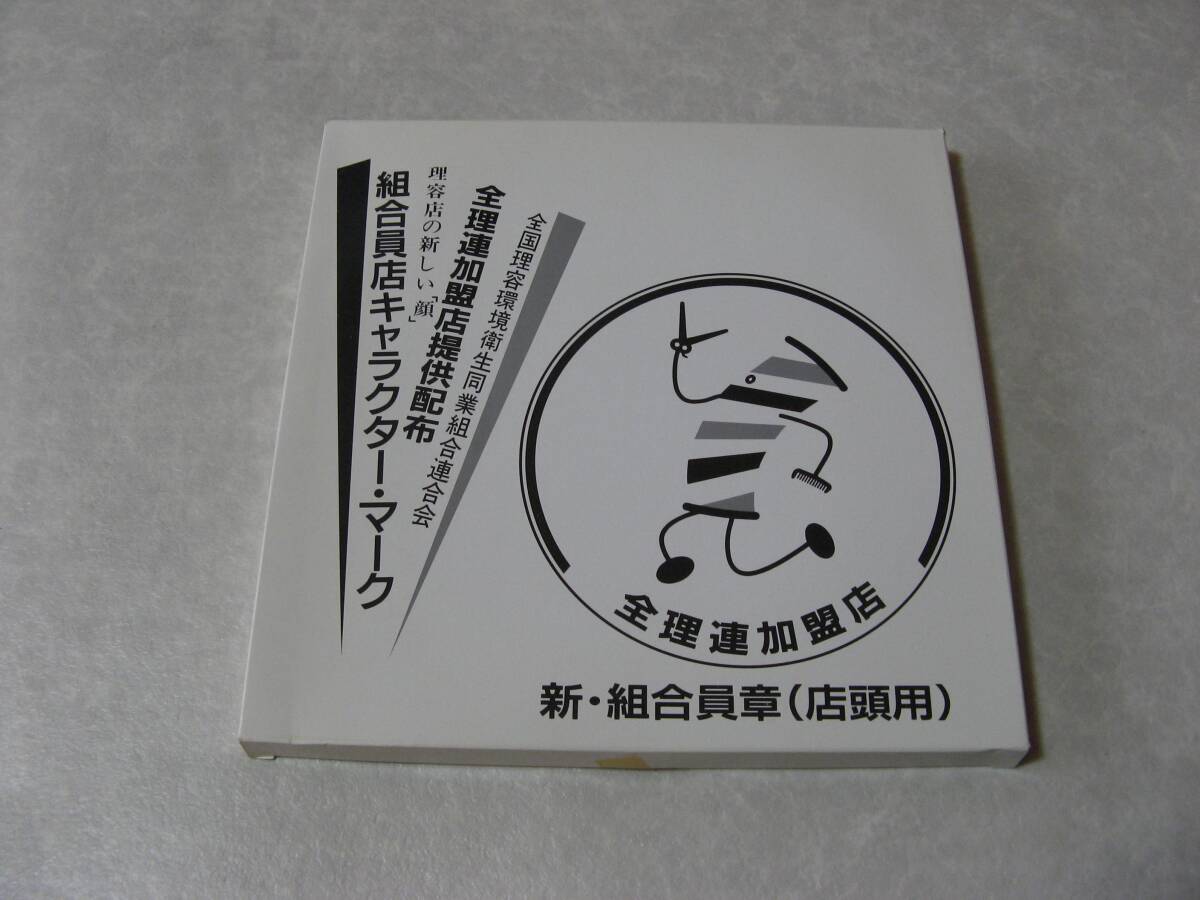 全国理容環境衛生同業組合連合会
全理連加盟店提供配布
理容店の新しい「顔」
組合員店キャラクター・マーク
全理連加盟店
新・組合員章(店頭用)